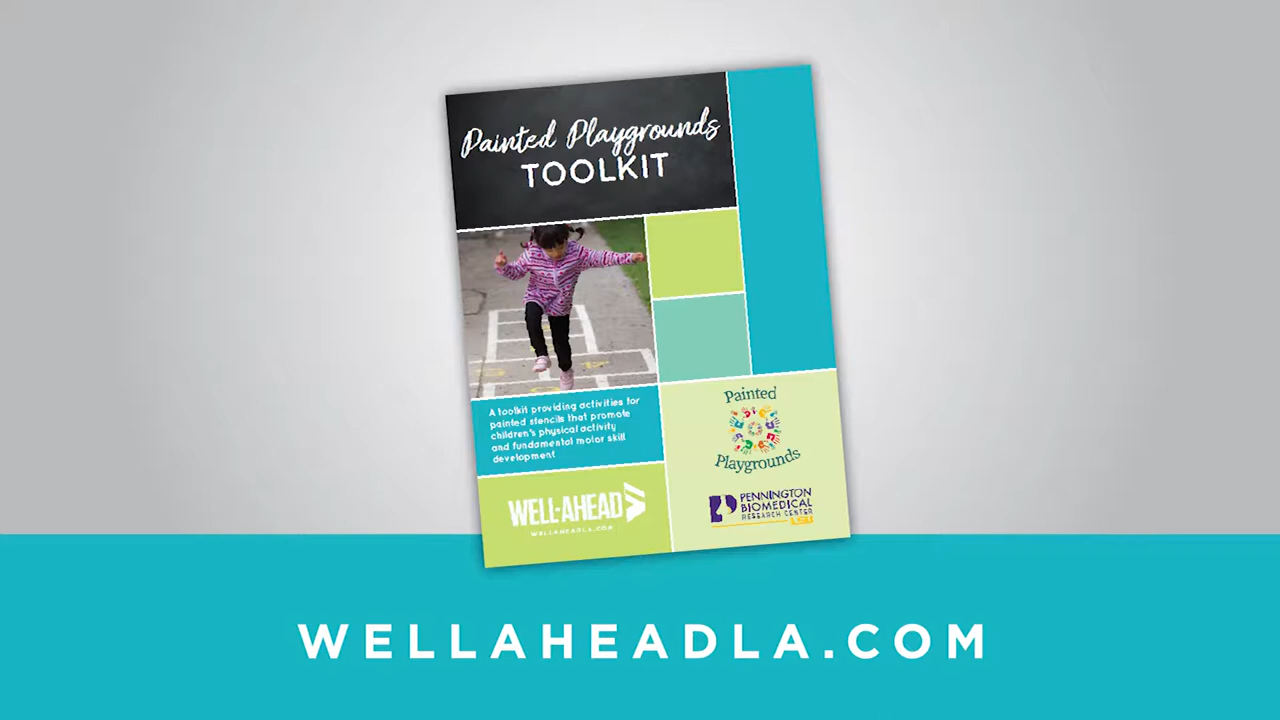 Painted Playgrounds
TOOLKIT
A toolkit providing activities for
painted stencils that promote
children's physical activity
and fundamental motor skill
development
WELL-AHEAD
WELLAHEADLA.COM
Painted
Playgrounds
PENNINGTON
BIOMEDICAL
RESEARCH CENTER
LSU
WELLAHEADLA.COM